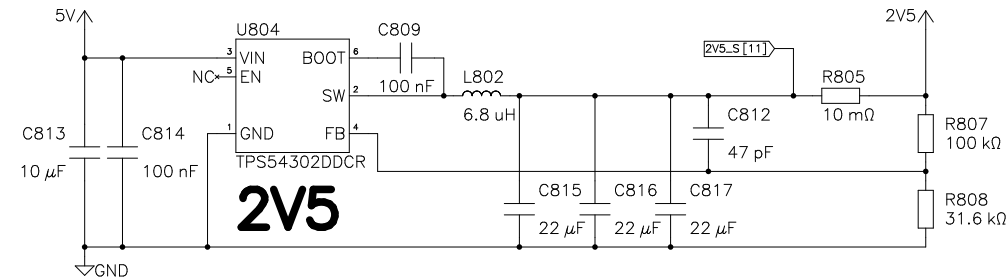 5V
2V5
U804
C809
2V5_S [11]
3 VIN
BOOT 6
NC 5 EN
100 nF
L802
R805
SW 2
6.8 uH
10 mΩ
C812
47 pF
C813
10 µF
C814
100 nF
1 GND
FB 4
TPS54302DDCR
R807
100 kΩ
2V5
C815
22 µF
C816
22 µF
C817
22 µF
R808
31.6 kΩ
GND